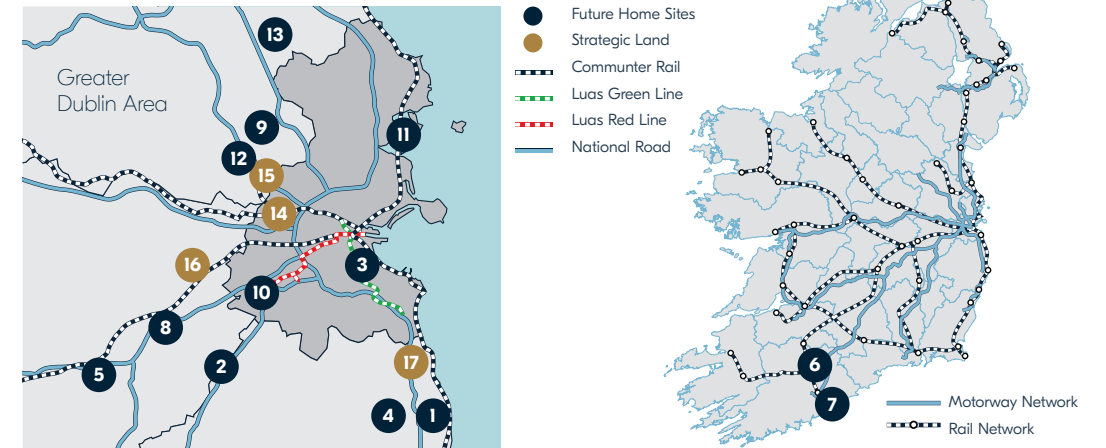 Greater
Dublin Area
13
9
12
11
15
14
16
3
10
8
5
2
17
4
1
Future Home Sites
Strategic Land
Communter Rail
Luas Green Line
Luas Red Line
National Road
6
7
Motorway Network
Rail Network